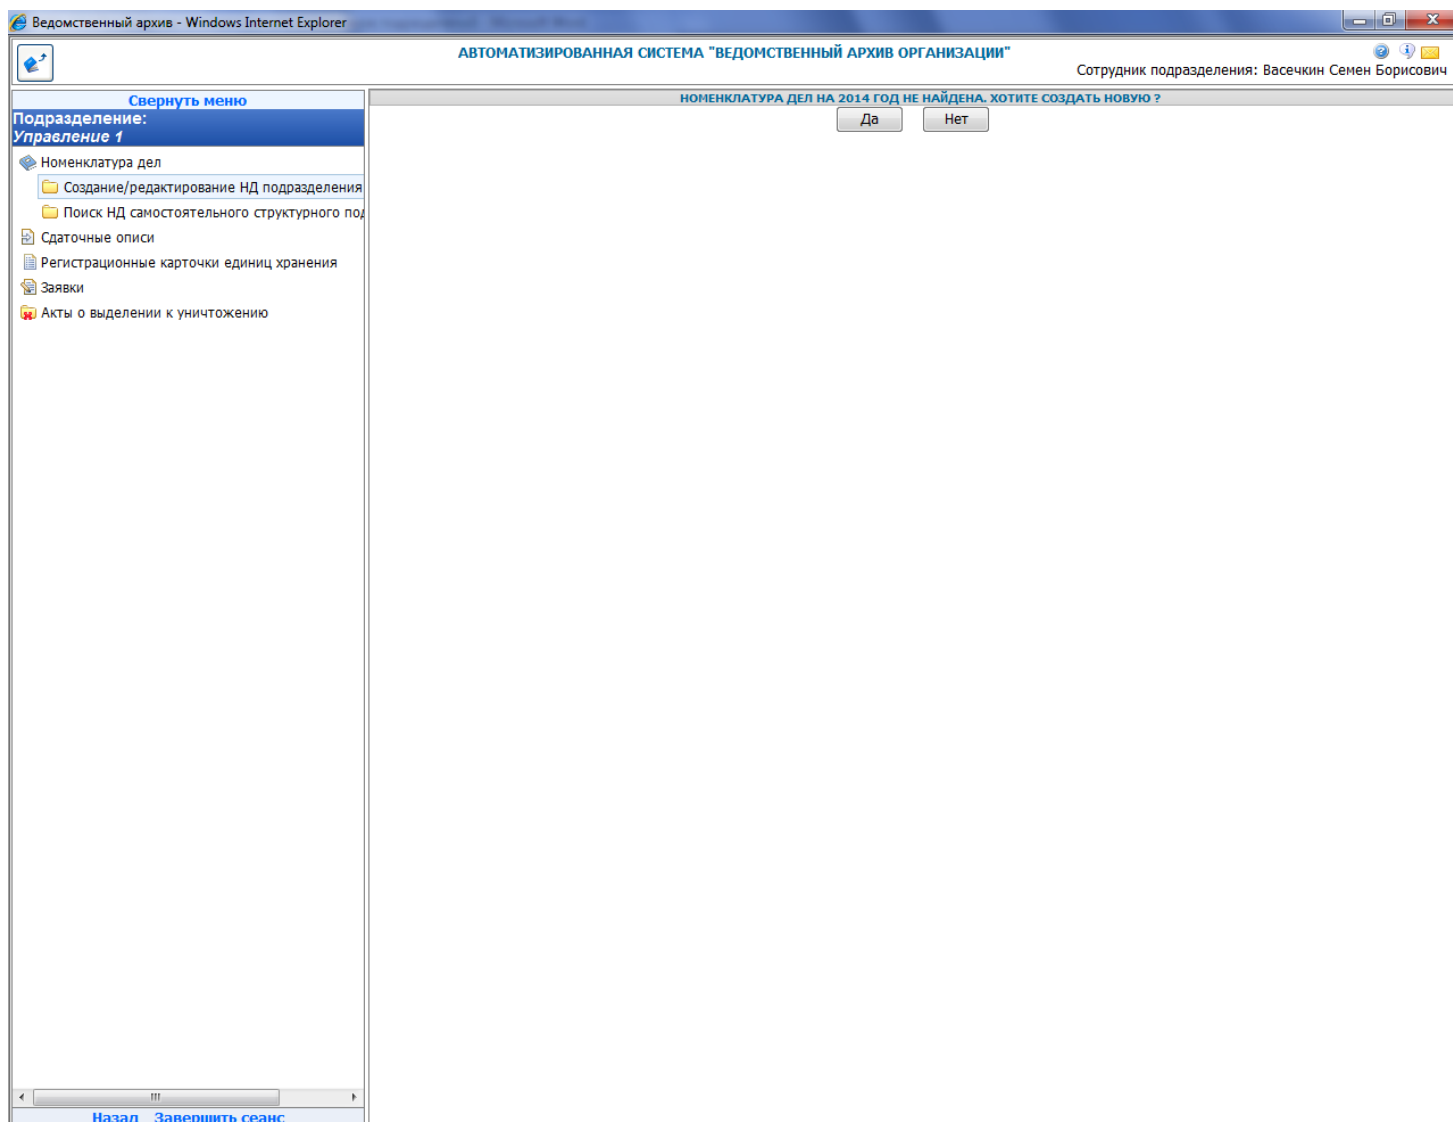 Ведомственный архив - Windows Internet Explorer
АВТОМАТИЗИРОВАННАЯ СИСТЕМА "ВЕДОМСТВЕННЫЙ АРХИВ ОРГАНИЗАЦИИ"
Сотрудник подразделения: Васечкин Семен Борисович
Свернуть меню
Подразделение:
Управление 1
Номенклатура дел
Создание/редактирование НД подразделения
Поиск НД самостоятельного структурного под
Сдаточные описи
Регистрационные карточки единиц хранения
Заявки
Акты о выделении к уничтожению
НОМЕНКЛАТУРА ДЕЛ НА 2014 ГОД НЕ НАЙДЕНА. ХОТИТЕ СОЗДАТЬ НОВУЮ ?
Да Нет
Назад Завершить сеанс